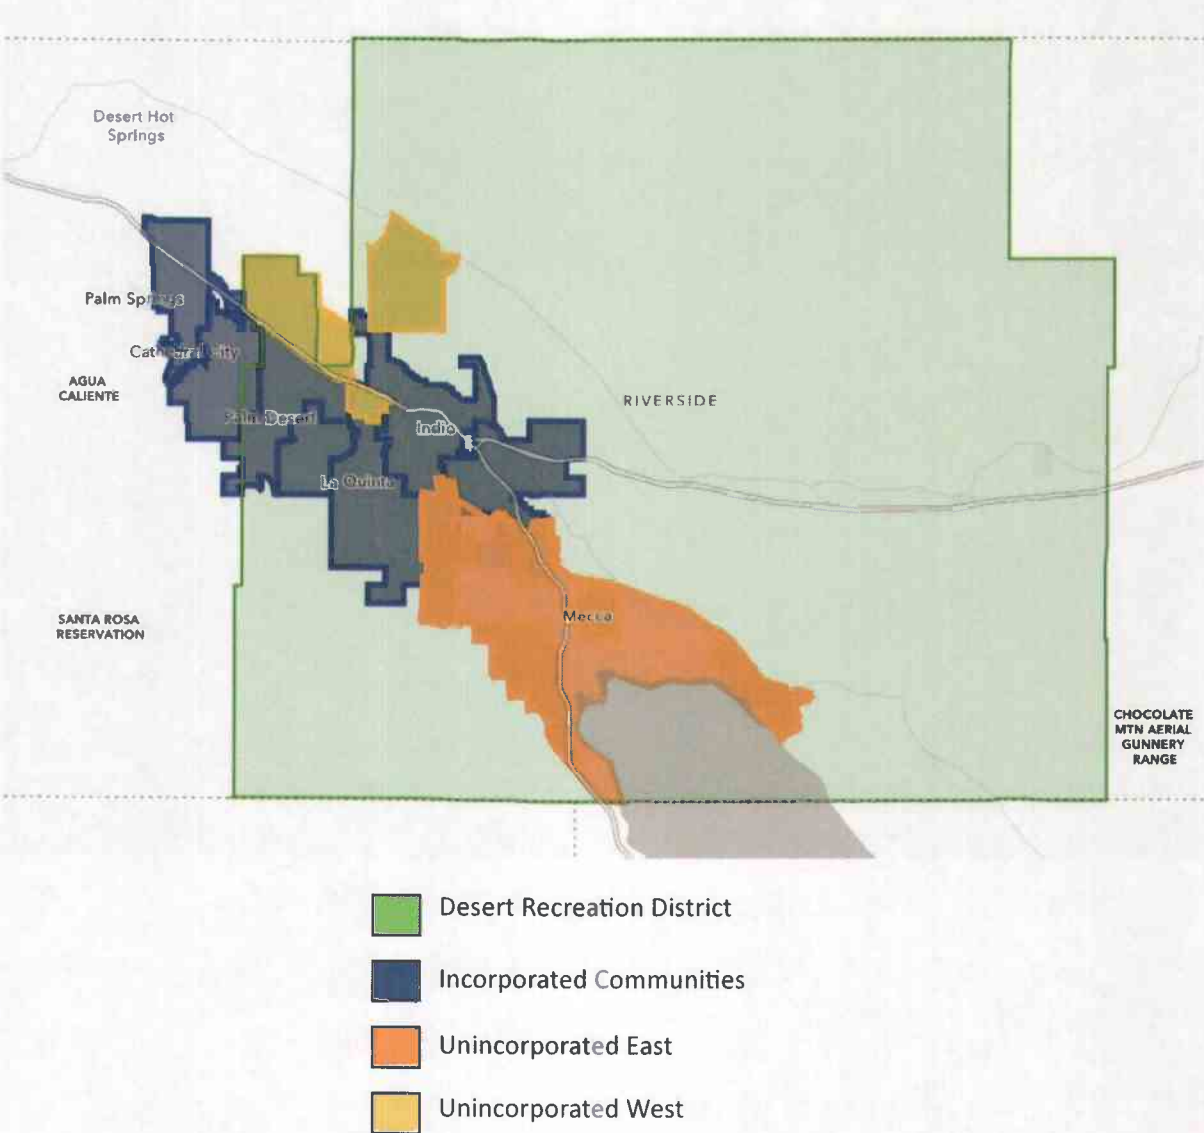 Desert Hot
Springs
Palm Springs
Cathedral City
AGUA
CALIENTE
RIVERSIDE
Palm Desert
Indio
La Quinta
SANTA ROSA
RESERVATION
Mecca
CHOCOLATE
MTN AERIAL
GUNNERY
RANGE
Desert Recreation District
Incorporated Communities
Unincorporated East
Unincorporated West